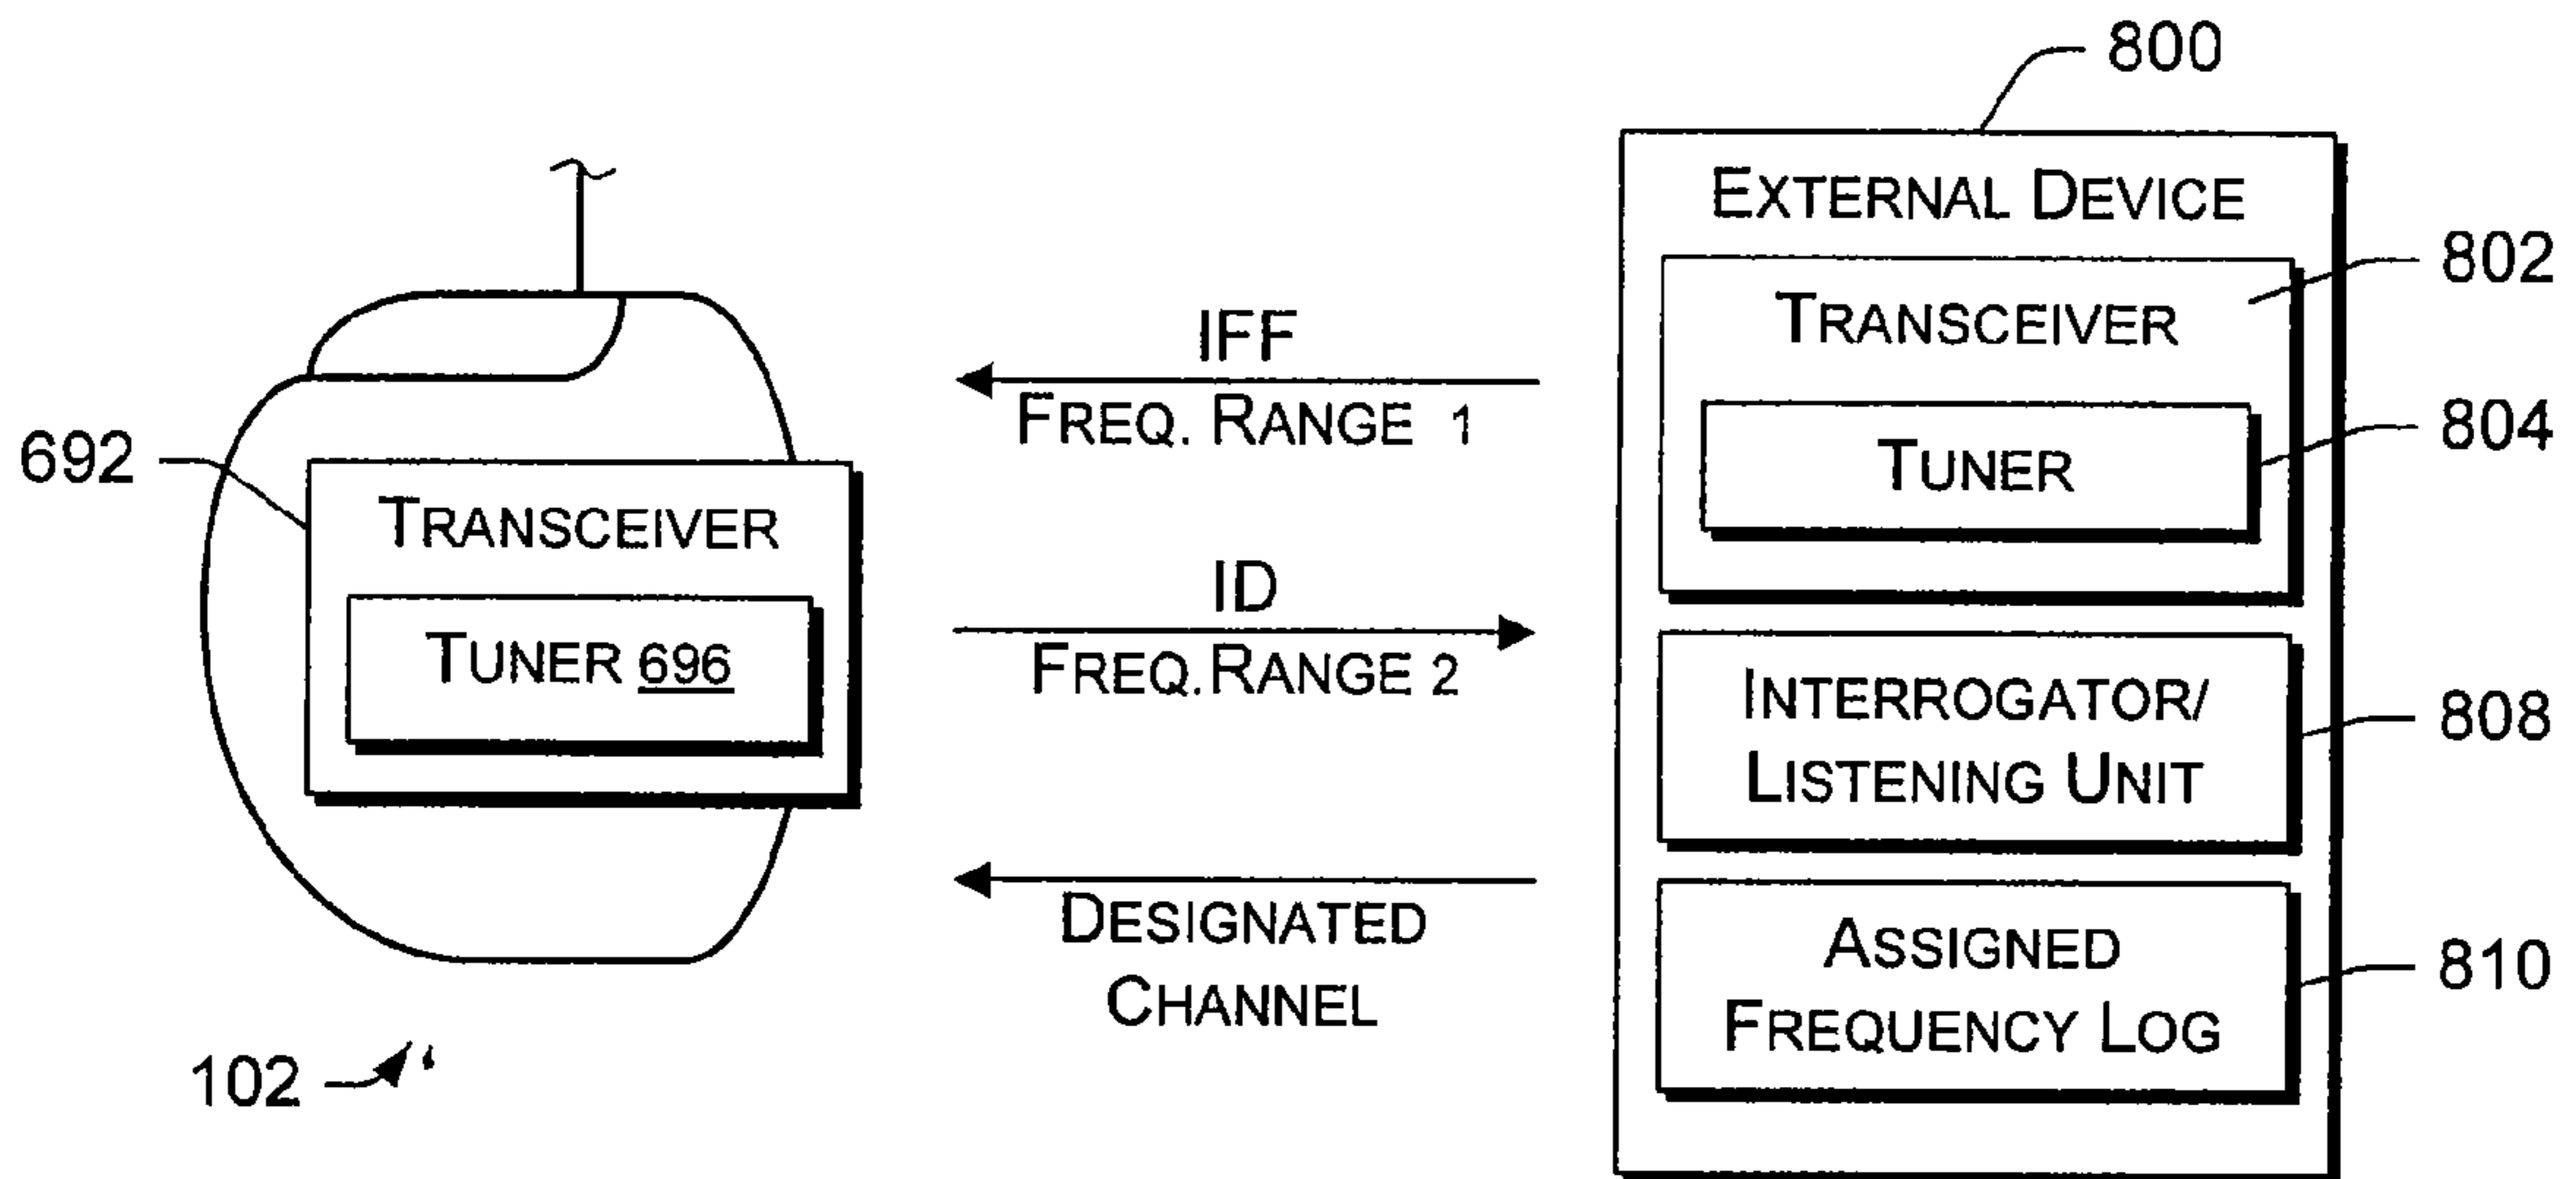 800
EXTERNAL DEVICE
802
TRANSCEIVER
804
TUNER
IFF
FREQ. RANGE 1
692
TRANSCEIVER
TUNER 696
ID
FREQ. RANGE 2
INTERROGATOR/
LISTENING UNIT
808
DESIGNATED
CHANNEL
ASSIGNED
FREQUENCY LOG
810
102